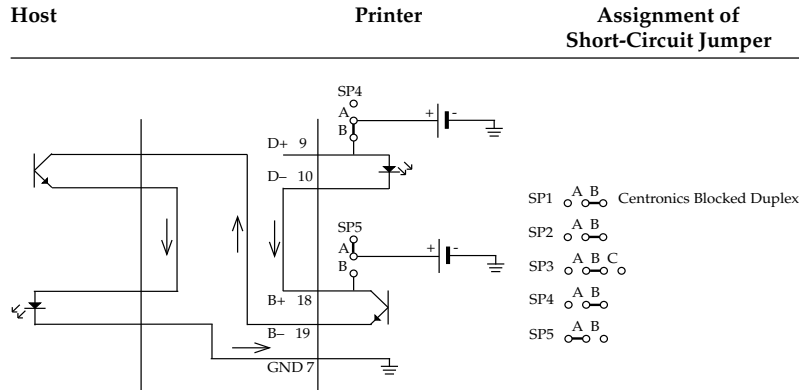 Host Printer Assignment of
Short-Circuit Jumper
SP4
A
+ -
B
D+ 9
D– 10
SP1 A B Centronics Blocked Duplex
SP2 A B
SP5
A
+ -
B
SP3 A B C
B+ 18
SP4 A B
B– 19
SP5 A B
GND 7